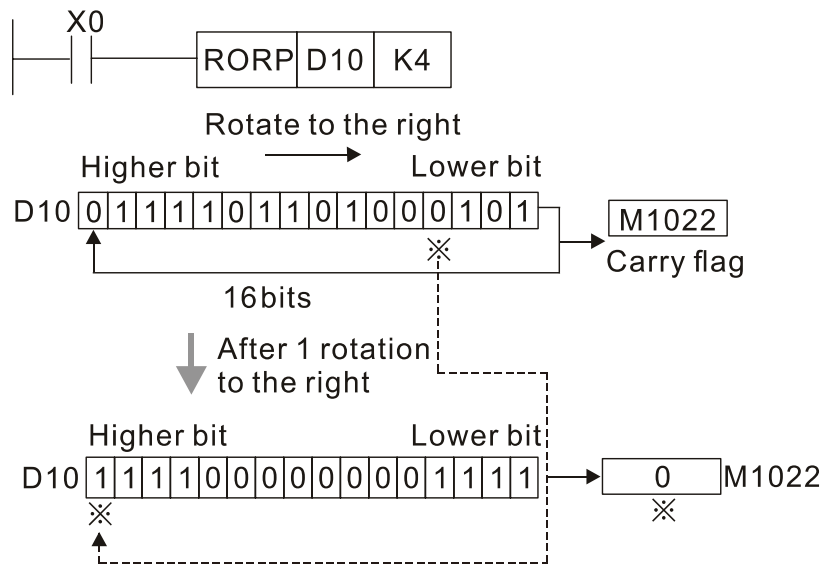 X0
RORP D10 K4
Rotate to the right
Higher bit Lower bit
D10 0 1 1 1 1 0 1 1 0 1 0 0 0 1 0 1 M1022
※ Carry flag
16bits
After 1 rotation
to the right
Higher bit Lower bit
D10 1 1 1 1 0 0 0 0 0 0 0 0 1 1 1 1 0 M1022
※ ※